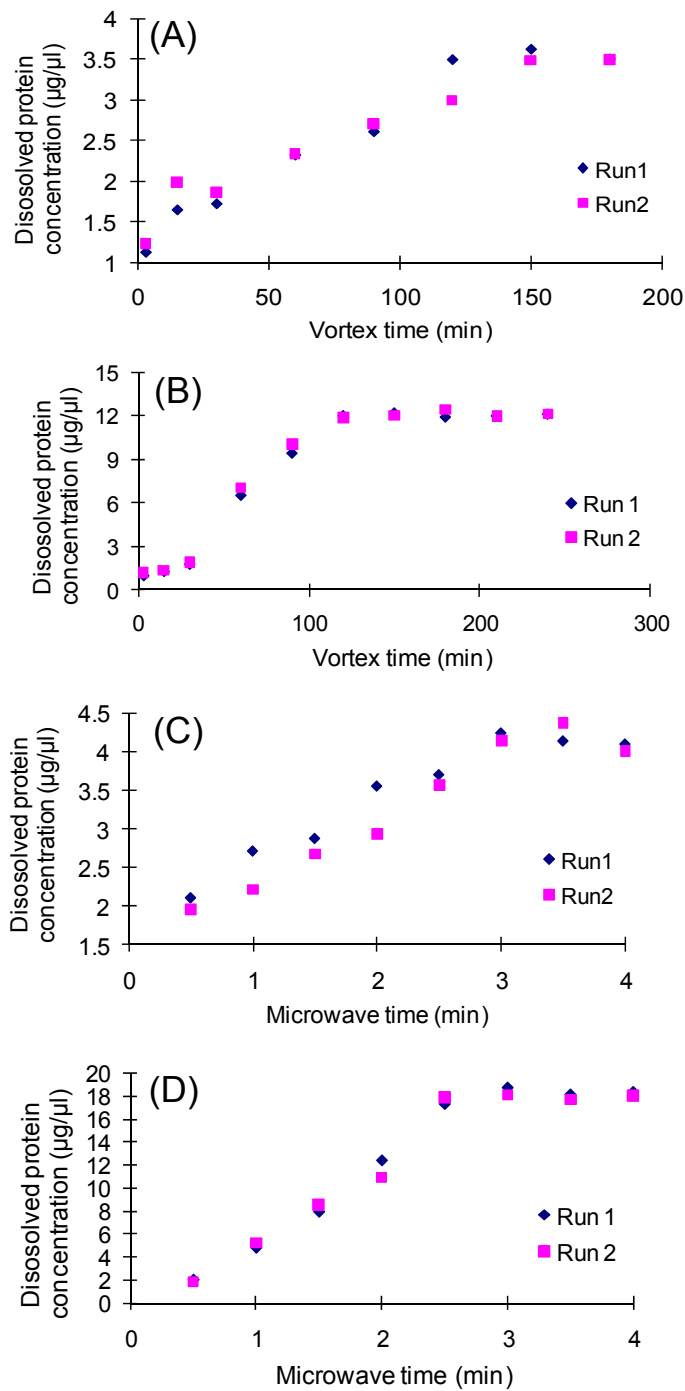 (A)
Disosolved protein
concentration (µg/µl)
4
3.5
3
2.5
2
1.5
1
0 50 100 150 200
Vortex time (min)
Run1
Run2
(B)
Disosolved protein
concentration (µg/µl)
15
12
9
6
3
0
0 100 200 300
Vortex time (min)
Run 1
Run 2
(C)
Disosolved protein
concentration (µg/µl)
4.5
4
3.5
3
2.5
2
1.5
0 1 2 3 4
Microwave time (min)
Run1
Run2
(D)
Disosolved protein
concentration (µg/µl)
20
18
16
14
12
10
8
6
4
2
0
0 1 2 3 4
Microwave time (min)
Run 1
Run 2